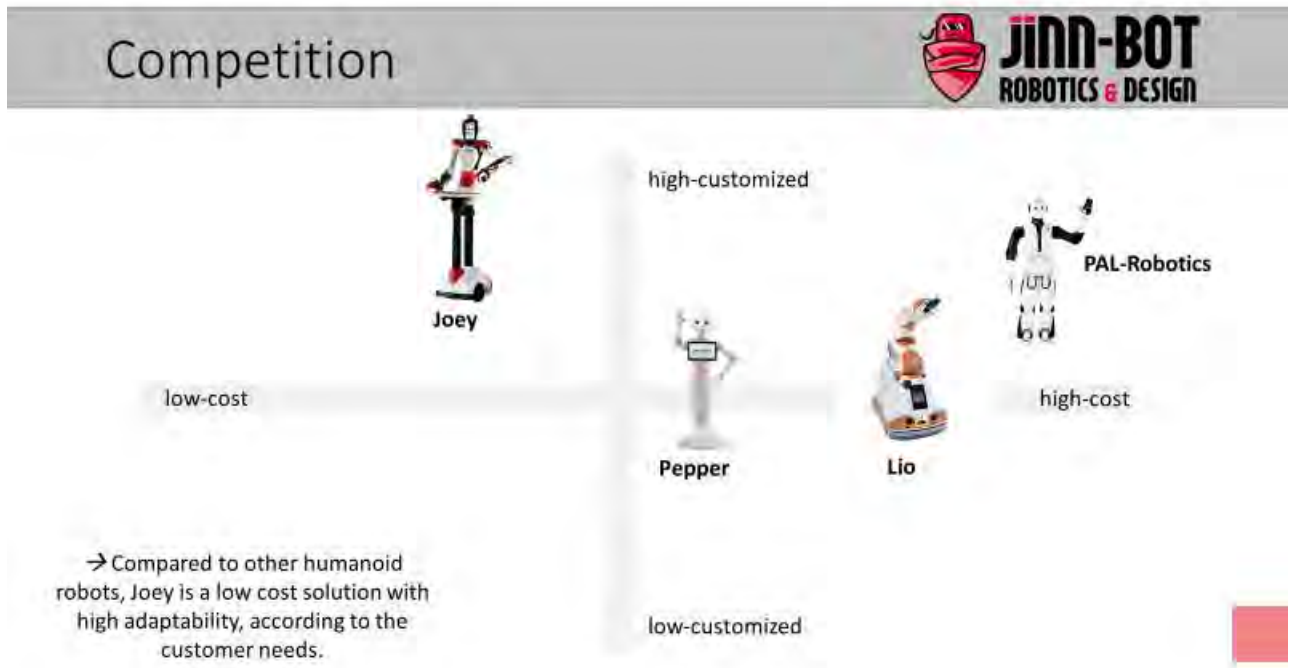 Competition
JINN-BOT
ROBOTICS & DESIGN
high-customized
PAL-Robotics
Joey
low-cost
high-cost
Pepper
Lio
→ Compared to other humanoid
robots, Joey is a low cost solution with
high adaptability, according to the
customer needs.
low-customized